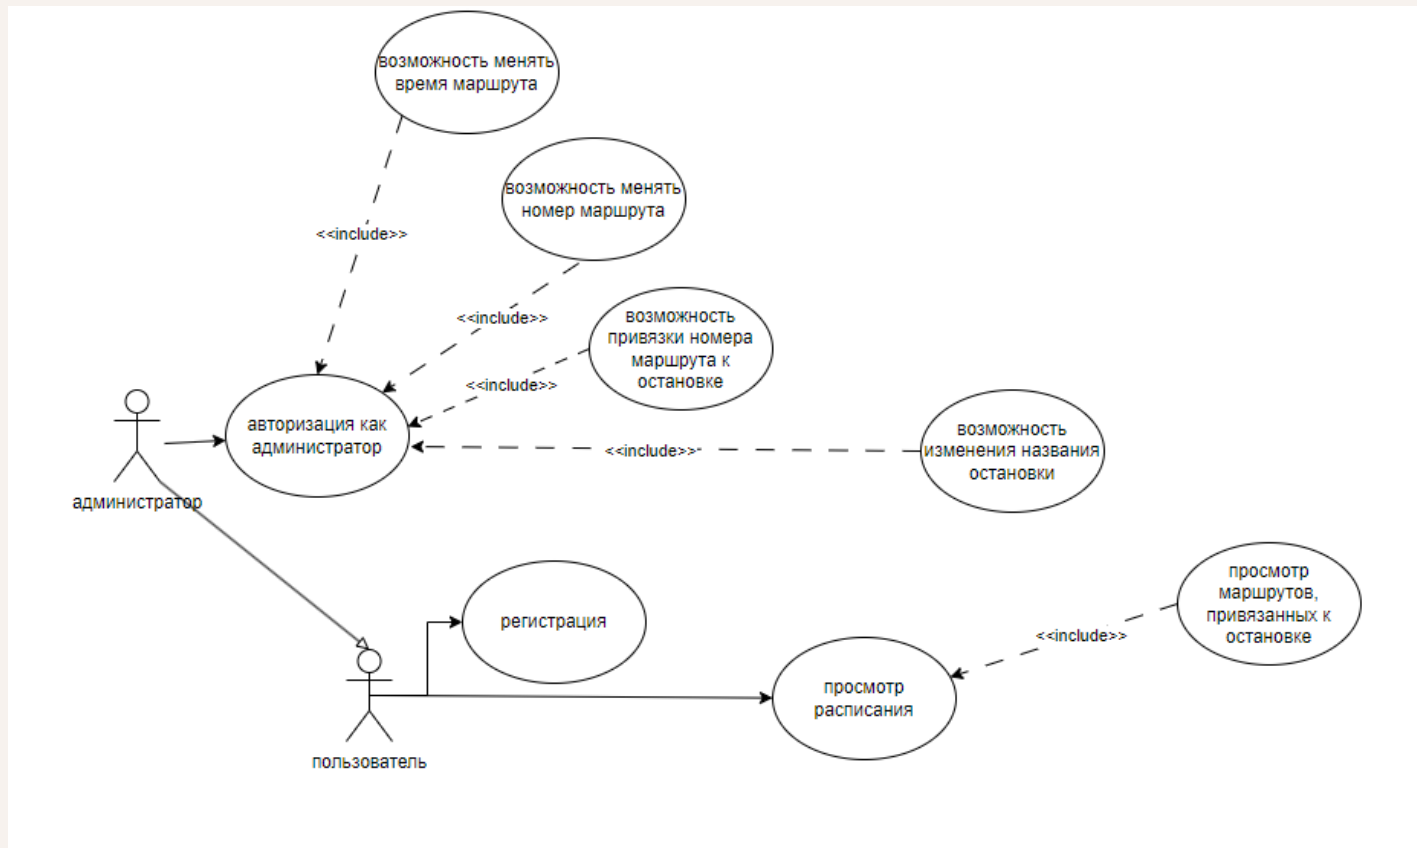 возможность менять
время маршрута
возможность менять
номер маршрута
<<include>>
возможность
привязки номера
маршрута к
остановке
<<include>>
<<include>>
авторизация как
администратор
возможность
изменения названия
остановки
<<include>>
администратор
просмотр
маршрутов,
привязанных к
остановке
<<include>>
регистрация
просмотр
расписания
пользователь